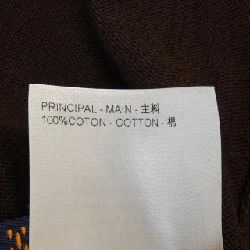 PRINCIPAL - MAIN - 主料
100%COTON - COTTON - 棉